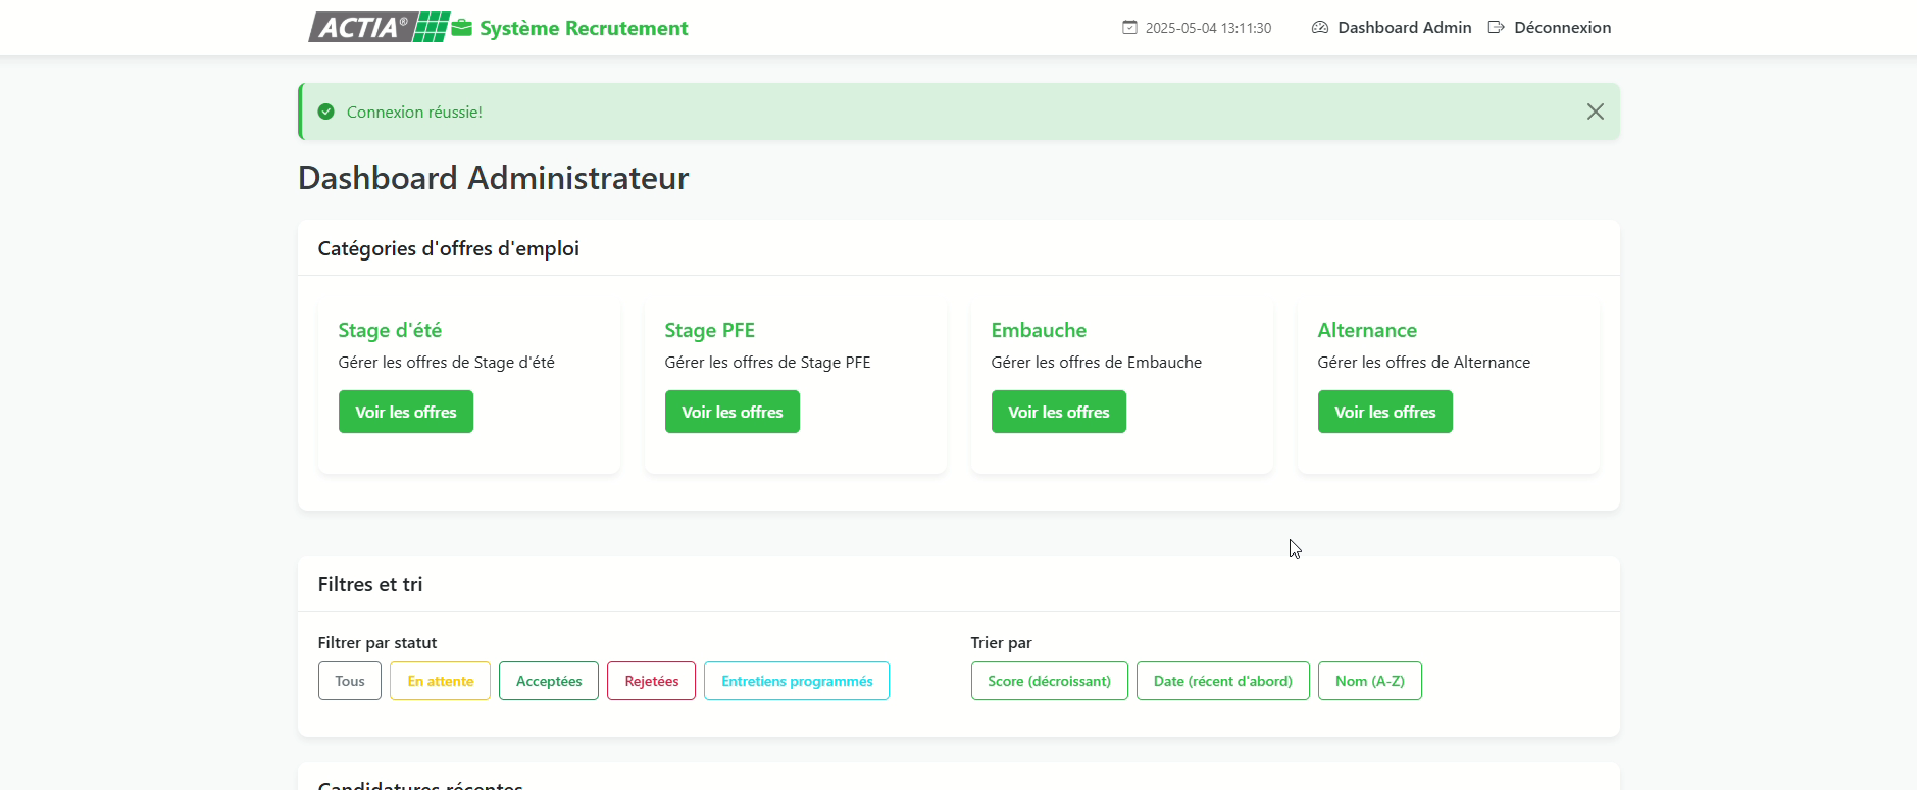 ACTIA® Système Recrutement
2025-05-04 13:11:30 Dashboard Admin Déconnexion
Connexion réussie!
Dashboard Administrateur
Catégories d'offres d'emploi
Stage d'été
Gérer les offres de Stage d'été
Voir les offres
Stage PFE
Gérer les offres de Stage PFE
Voir les offres
Embauche
Gérer les offres de Embauche
Voir les offres
Alternance
Gérer les offres de Alternance
Voir les offres
Filtres et tri
Filtrer par statut
Tous En attente Acceptées Rejetées Entretiens programmés
Trier par
Score (décroissant) Date (récent d'abord) Nom (A-Z)
Candidatures récentes